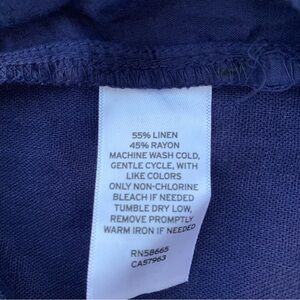 55% LINEN
45% RAYON
MACHINE WASH COLD,
GENTLE CYCLE, WITH
LIKE COLORS
ONLY NON-CHLORINE
BLEACH IF NEEDED
TUMBLE DRY LOW,
REMOVE PROMPTLY
WARM IRON IF NEEDED
RN58665
CA57963